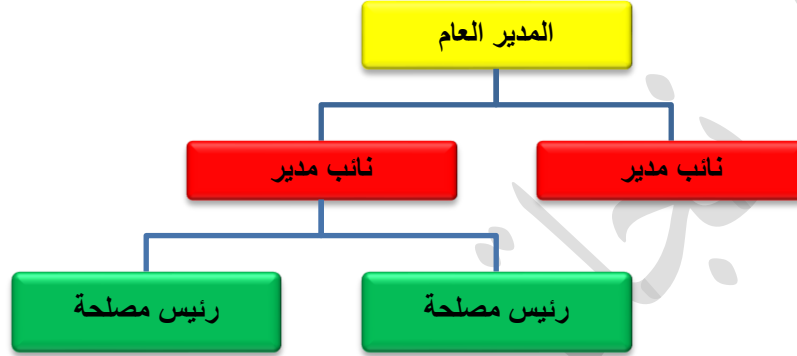 المدير العام
نائب مدير
نائب مدير
رئيس مصلحة
رئيس مصلحة